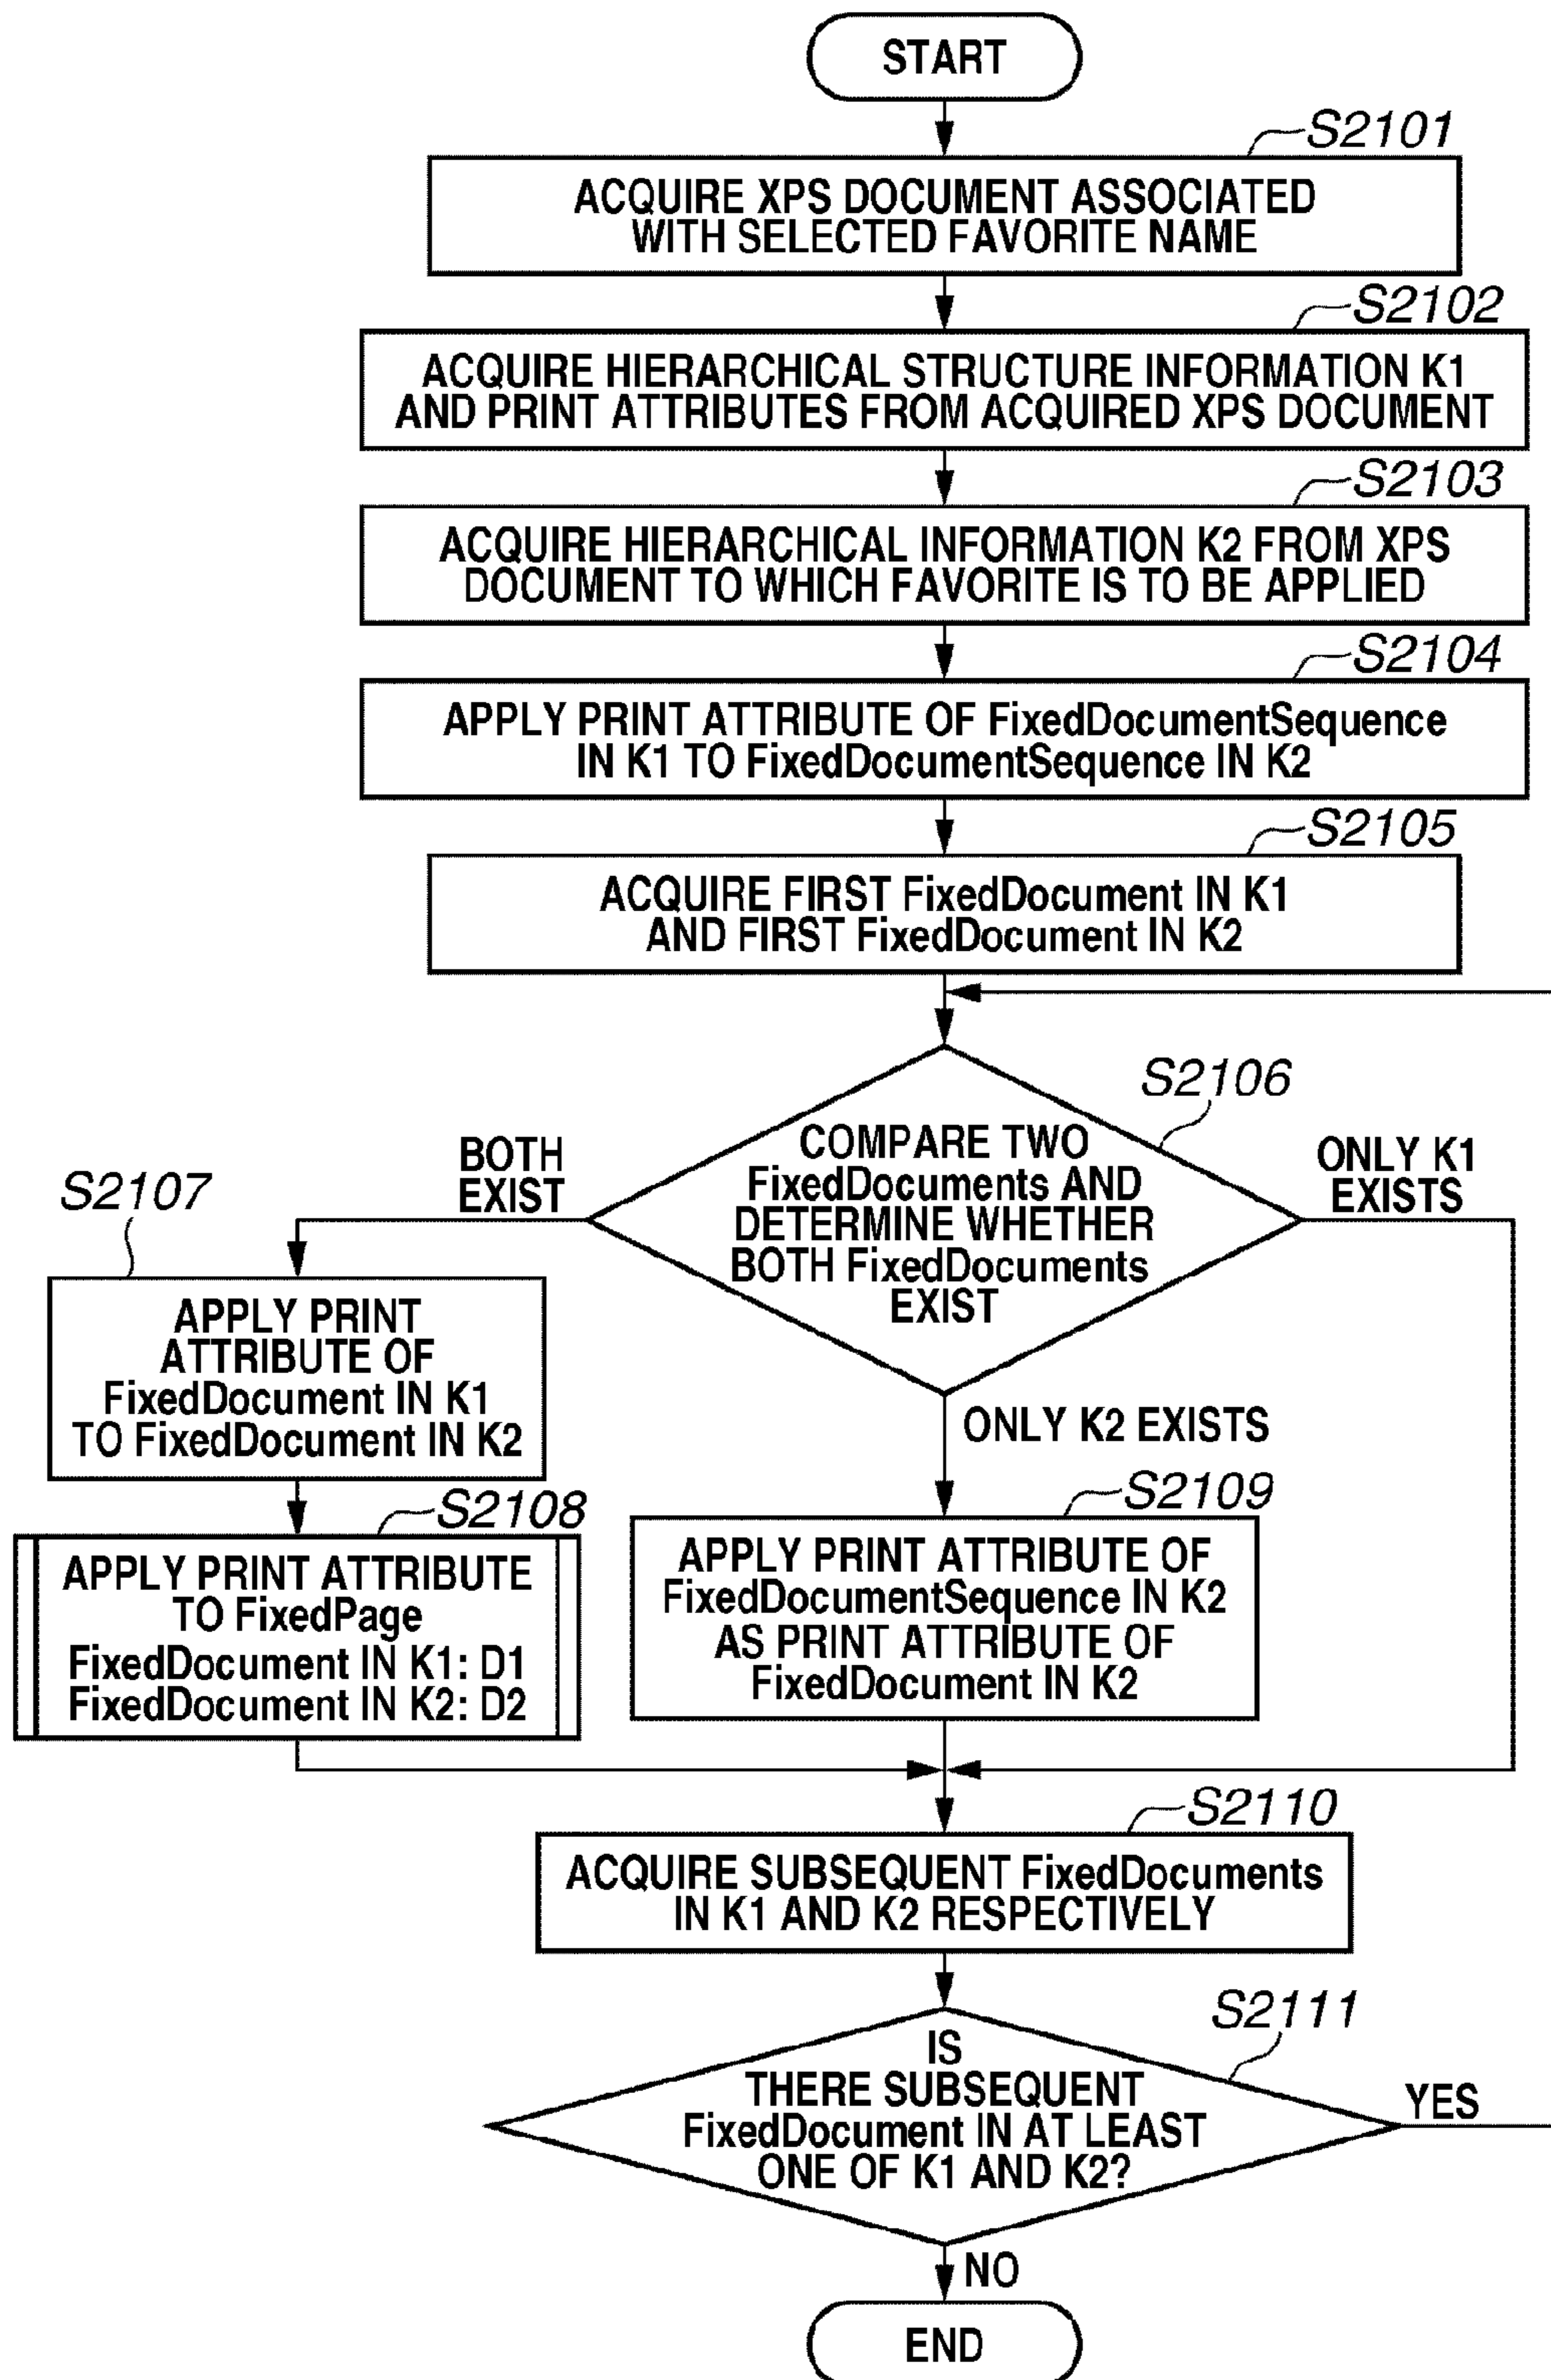 START
S2101
ACQUIRE XPS DOCUMENT ASSOCIATED
WITH SELECTED FAVORITE NAME
S2102
ACQUIRE HIERARCHICAL STRUCTURE INFORMATION K1
AND PRINT ATTRIBUTES FROM ACQUIRED XPS DOCUMENT
S2103
ACQUIRE HIERARCHICAL INFORMATION K2 FROM XPS
DOCUMENT TO WHICH FAVORITE IS TO BE APPLIED
S2104
APPLY PRINT ATTRIBUTE OF FixedDocumentSequence
IN K1 TO FixedDocumentSequence IN K2
S2105
ACQUIRE FIRST FixedDocument IN K1
AND FIRST FixedDocument IN K2
S2106
COMPARE TWO
FixedDocuments AND
DETERMINE WHETHER
BOTH FixedDocuments
EXIST
BOTH
EXIST
ONLY K1
EXISTS
S2107
APPLY PRINT
ATTRIBUTE OF
FixedDocument IN K1
TO FixedDocument IN K2
ONLY K2 EXISTS
S2108
APPLY PRINT ATTRIBUTE
TO FixedPage
FixedDocument IN K1: D1
FixedDocument IN K2: D2
S2109
APPLY PRINT ATTRIBUTE OF
FixedDocumentSequence IN K2
AS PRINT ATTRIBUTE OF
FixedDocument IN K2
S2110
ACQUIRE SUBSEQUENT FixedDocuments
IN K1 AND K2 RESPECTIVELY
S2111
IS
THERE SUBSEQUENT
FixedDocument IN AT LEAST
ONE OF K1 AND K2?
YES
NO
END